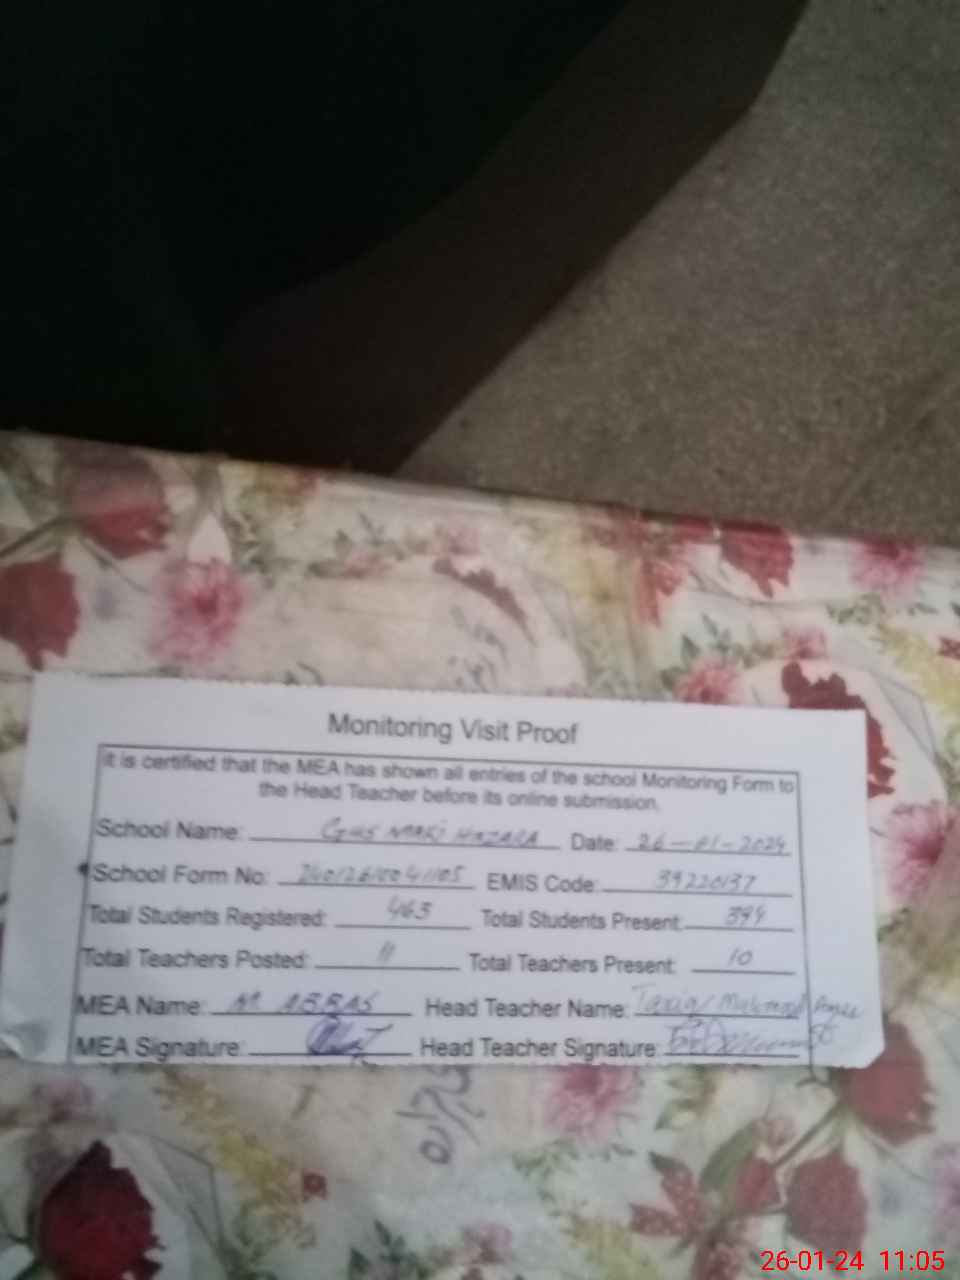 Monitoring Visit Proof
it is certified that the MEA has shown all entries of the school Monitoring Form to
the Head Teacher before its online submission.
School Name: GHS MAKI HAZARA Date: 26-01-2024
School Form No: EMIS Code: 39220137
Total Students Registered: 463 Total Students Present: 394
Total Teachers Posted: 11 Total Teachers Present: 10
MEA Name: M. ABBAS Head Teacher Name: Tariq
MEA Signature: Head Teacher Signature:
26-01-24 11:05